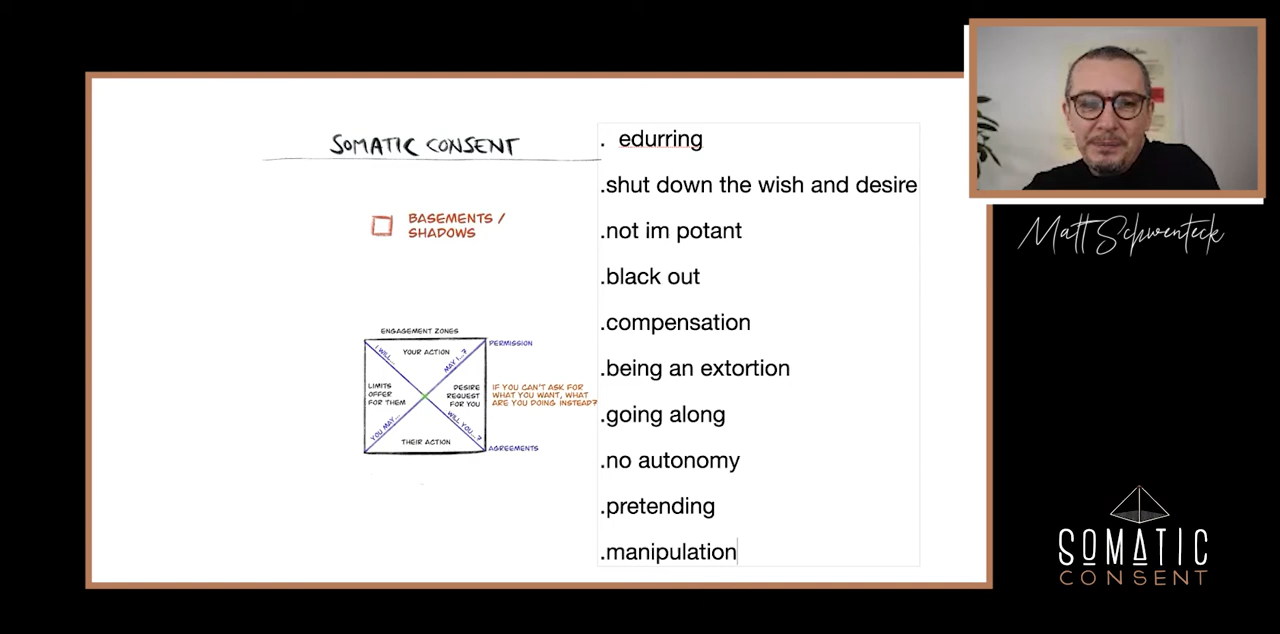 SOMATIC CONSENT
BASEMENTS /
SHADOWS
ENGAGEMENT ZONES
I WILL...
YOUR ACTION
MAY I...?
PERMISSION
LIMITS
OFFER
FOR THEM
DESIRE
REQUEST
FOR YOU
IF YOU CAN'T ASK FOR
WHAT YOU WANT, WHAT
ARE YOU DOING INSTEAD?
YOU MAY...
WILL YOU...?
THEIR ACTION
AGREEMENTS
. edurring
.shut down the wish and desire
.not im potant
.black out
.compensation
.being an extortion
.going along
.no autonomy
.pretending
.manipulation
Matt Schwenteck
SOMATIC
CONSENT